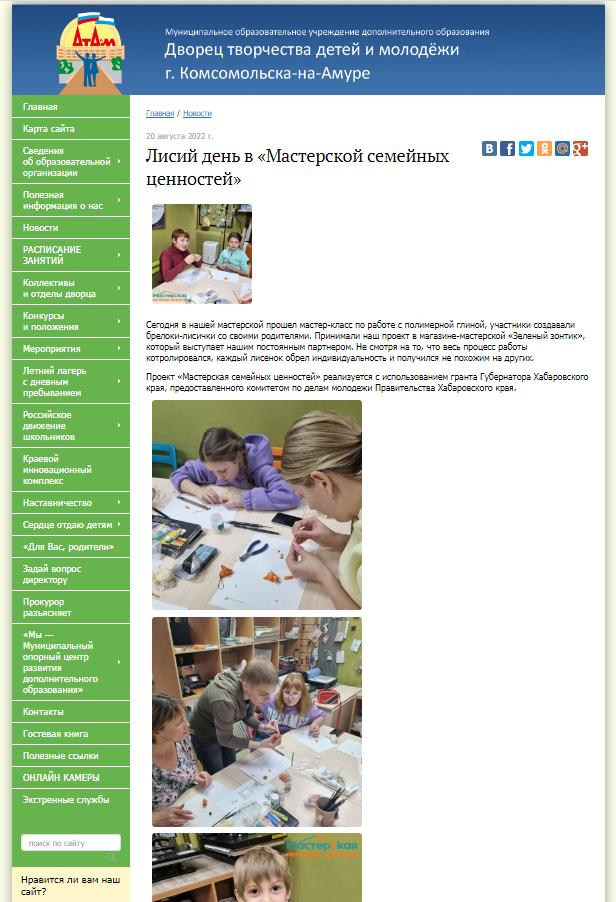 ДТДиМ
Муниципальное образовательное учреждение дополнительного образования
Дворец творчества детей и молодёжи
г. Комсомольска-на-Амуре
Главная
Карта сайта
Сведения
об образовательной
организации
Полезная
информация о нас
Новости
РАСПИСАНИЕ
ЗАНЯТИЙ
Коллективы
и отделы дворца
Конкурсы
и положения
Мероприятия
Летний лагерь
с дневным
пребыванием
Российское
движение
школьников
Краевой
инновационный
комплекс
Наставничество
Сердце отдаю детям
«Для Вас, родители»
Задай вопрос
директору
Прокурор
разъясняет
«Мы —
Муниципальный
опорный центр
развития
дополнительного
образования»
Контакты
Гостевая книга
Полезные ссылки
ОНЛАЙН КАМЕРЫ
Экстренные службы
поиск по сайту
Нравится ли вам наш
сайт?
Главная / Новости
20 августа 2022 г.
Лисий день в «Мастерской семейных
ценностей»
Мастерская
Сегодня в нашей мастерской прошел мастер-класс по работе с полимерной глиной, участники создавали
брелоки-лисички со своими родителями. Принимали наш проект в магазине-мастерской «Зеленый зонтик»,
который выступает нашим постоянным партнером. Не смотря на то, что весь процесс работы
котролировался, каждый лисенок обрел индивидуальность и получился не похожим на других.
Проект «Мастерская семейных ценностей» реализуется с использованием гранта Губернатора Хабаровского
края, предоставленного комитетом по делам молодежи Правительства Хабаровского края.
Мастерская